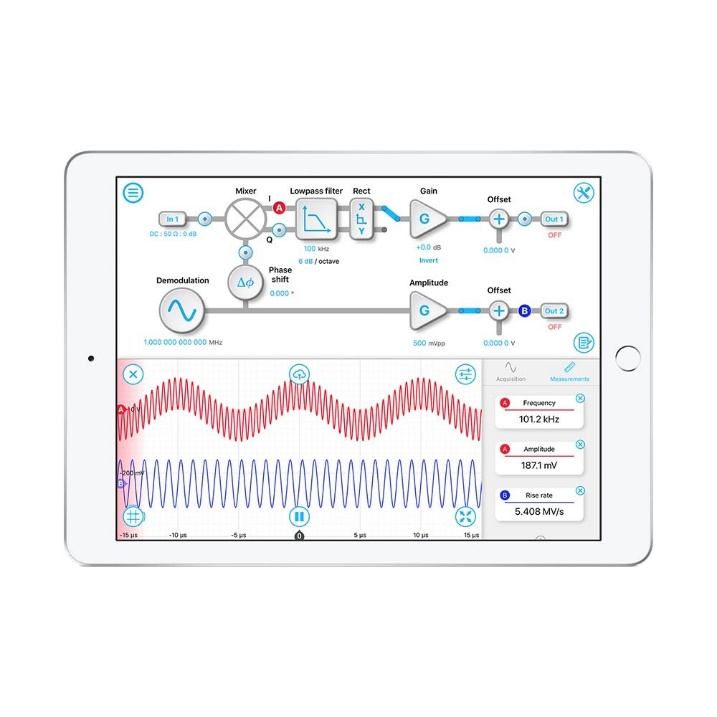 Mixer
Lowpass filter
Rect
Gain
Offset
I
A
X
Y
In 1
G
Out 1
Q
DC : 50 Ω : 0 dB
100 kHz
+0.0 dB
0.000 0 V
OFF
6 dB / octave
Invert
Δϕ
Phase shift
0.000 °
Demodulation
Amplitude
Offset
G
B
Out 2
OFF
1.000 000 000 000 MHz
500 mVpp
0.000 0 V
Acquisition
Measurements
A Frequency
101.2 kHz
A Amplitude
187.1 mV
B Rise rate
5.408 MV/s
A
-200 mV
B
-15 µs
-10 µs
-5 µs
0
5 µs
10 µs
15 µs